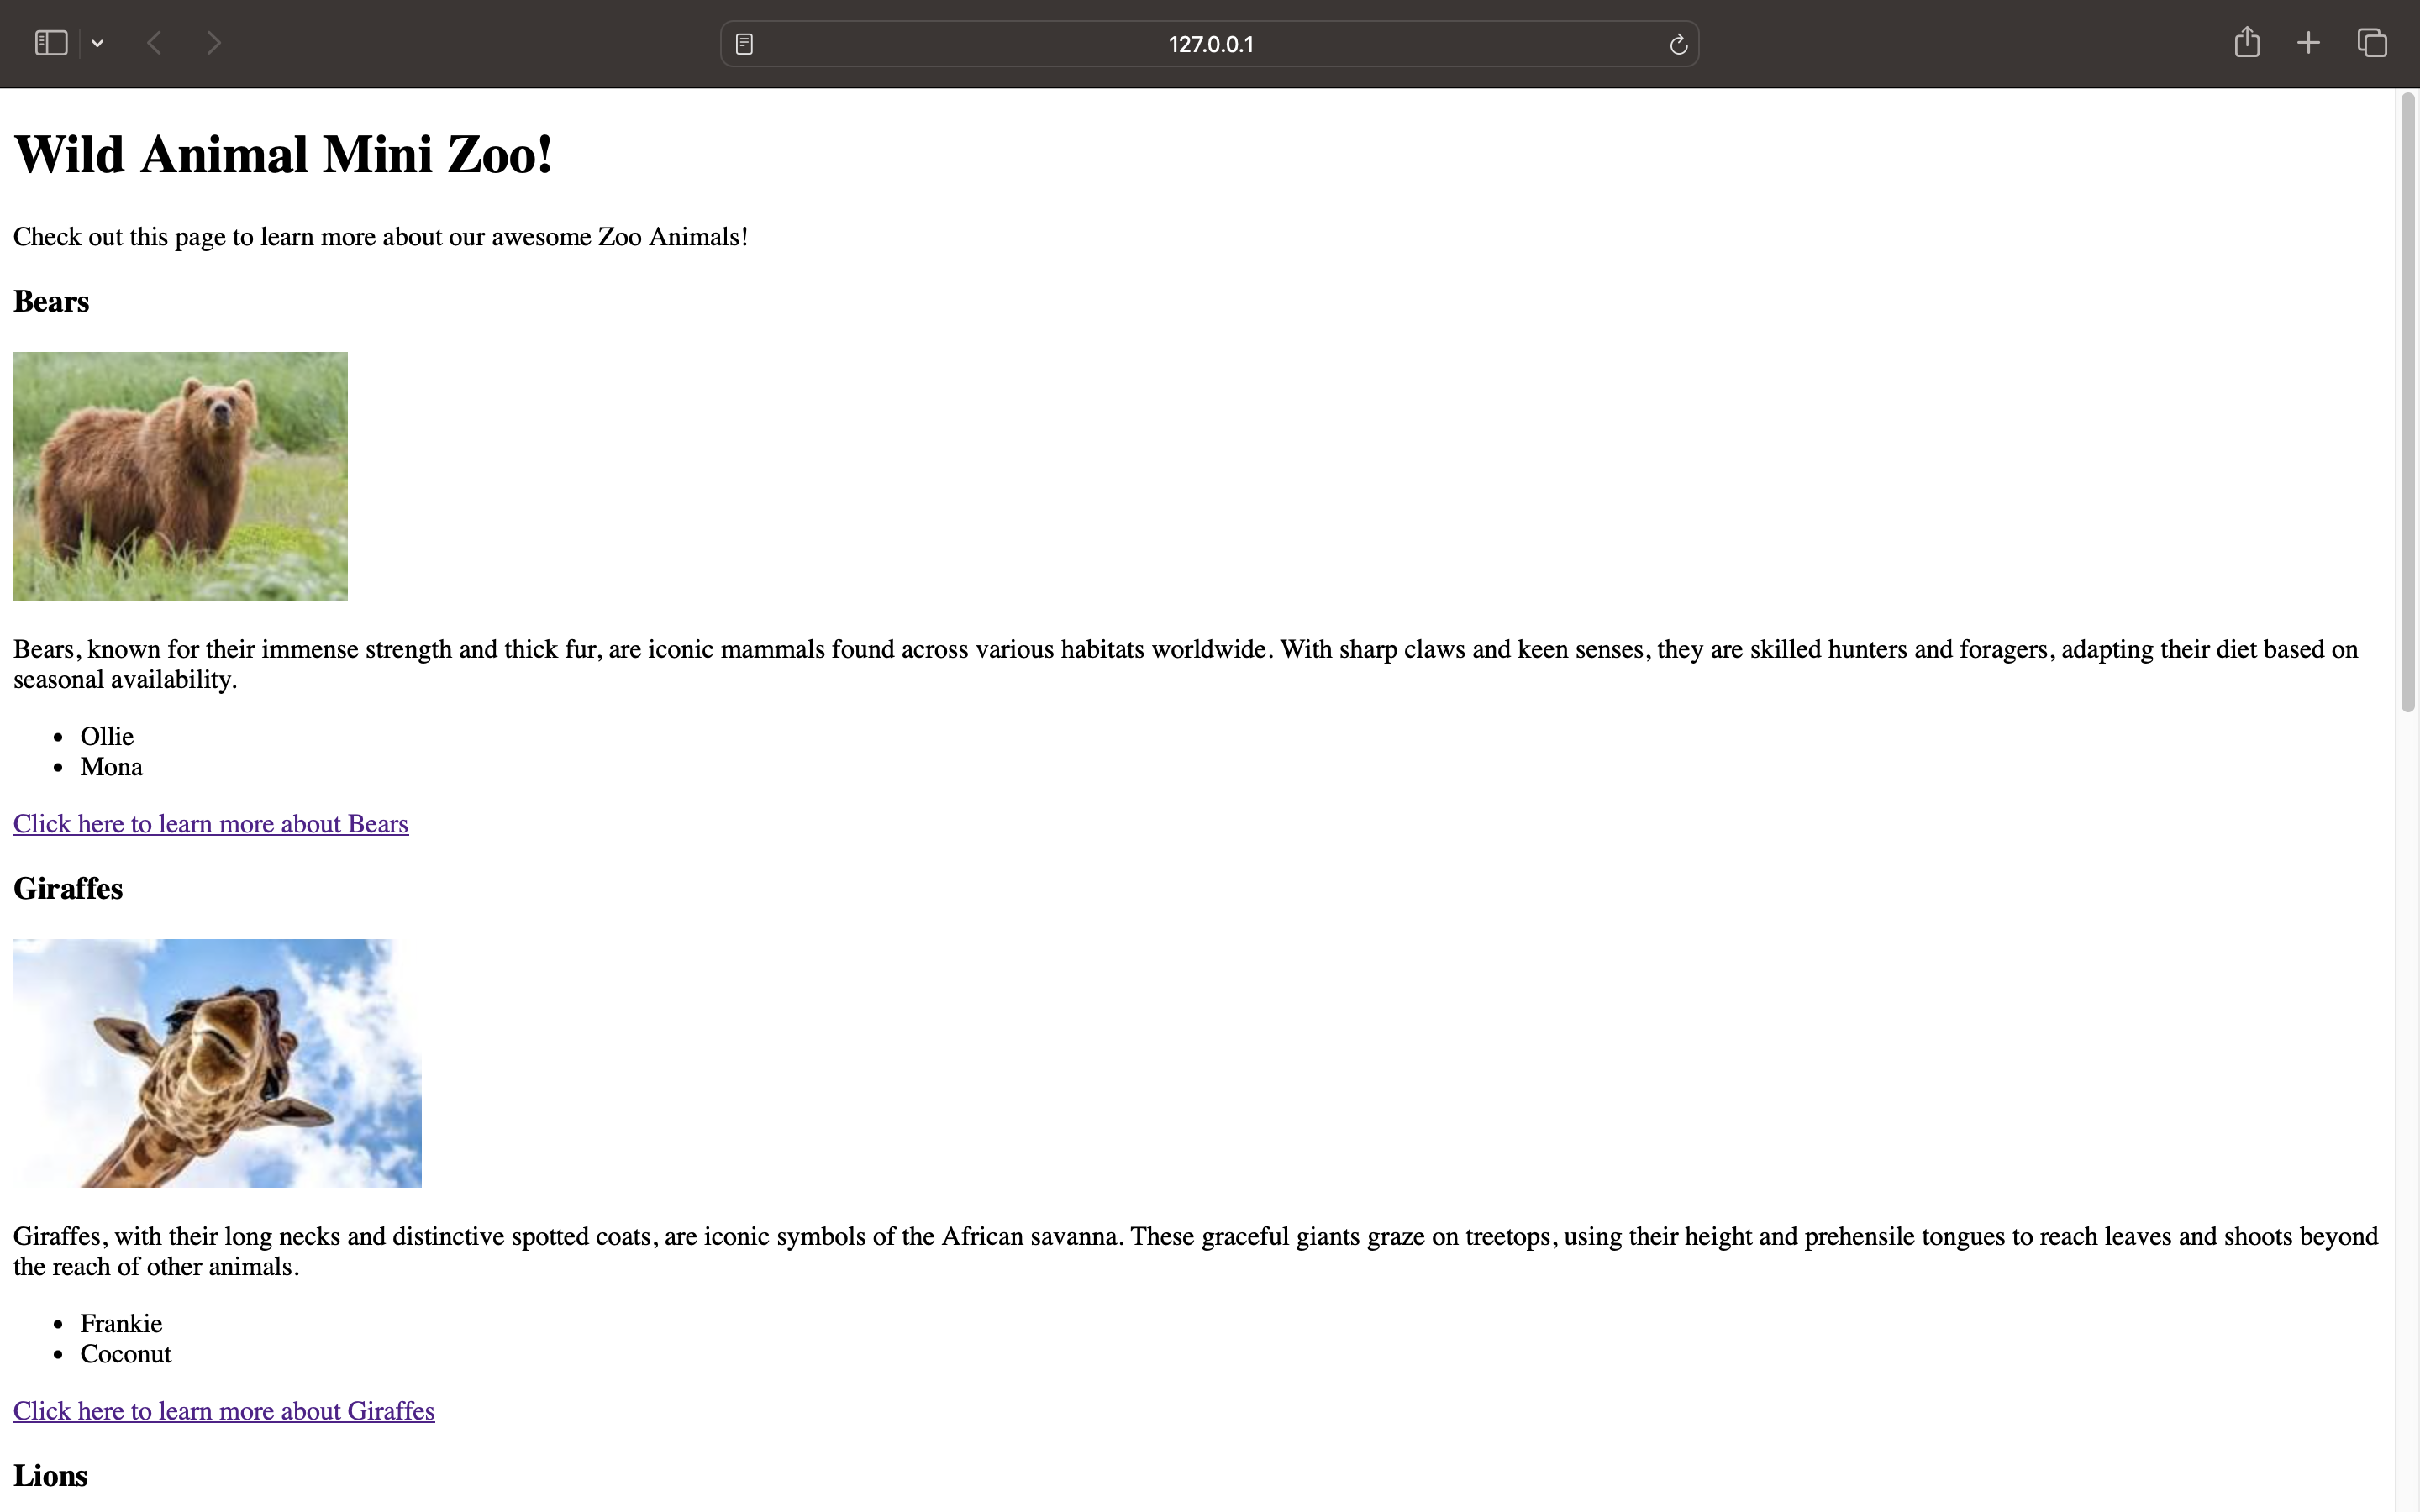 127.0.0.1
Wild Animal Mini Zoo!
Check out this page to learn more about our awesome Zoo Animals!
Bears
Bears, known for their immense strength and thick fur, are iconic mammals found across various habitats worldwide. With sharp claws and keen senses, they are skilled hunters and foragers, adapting their diet based on
seasonal availability.
• Ollie
• Mona
Click here to learn more about Bears
Giraffes
Giraffes, with their long necks and distinctive spotted coats, are iconic symbols of the African savanna. These graceful giants graze on treetops, using their height and prehensile tongues to reach leaves and shoots beyond
the reach of other animals.
• Frankie
• Coconut
Click here to learn more about Giraffes
Lions